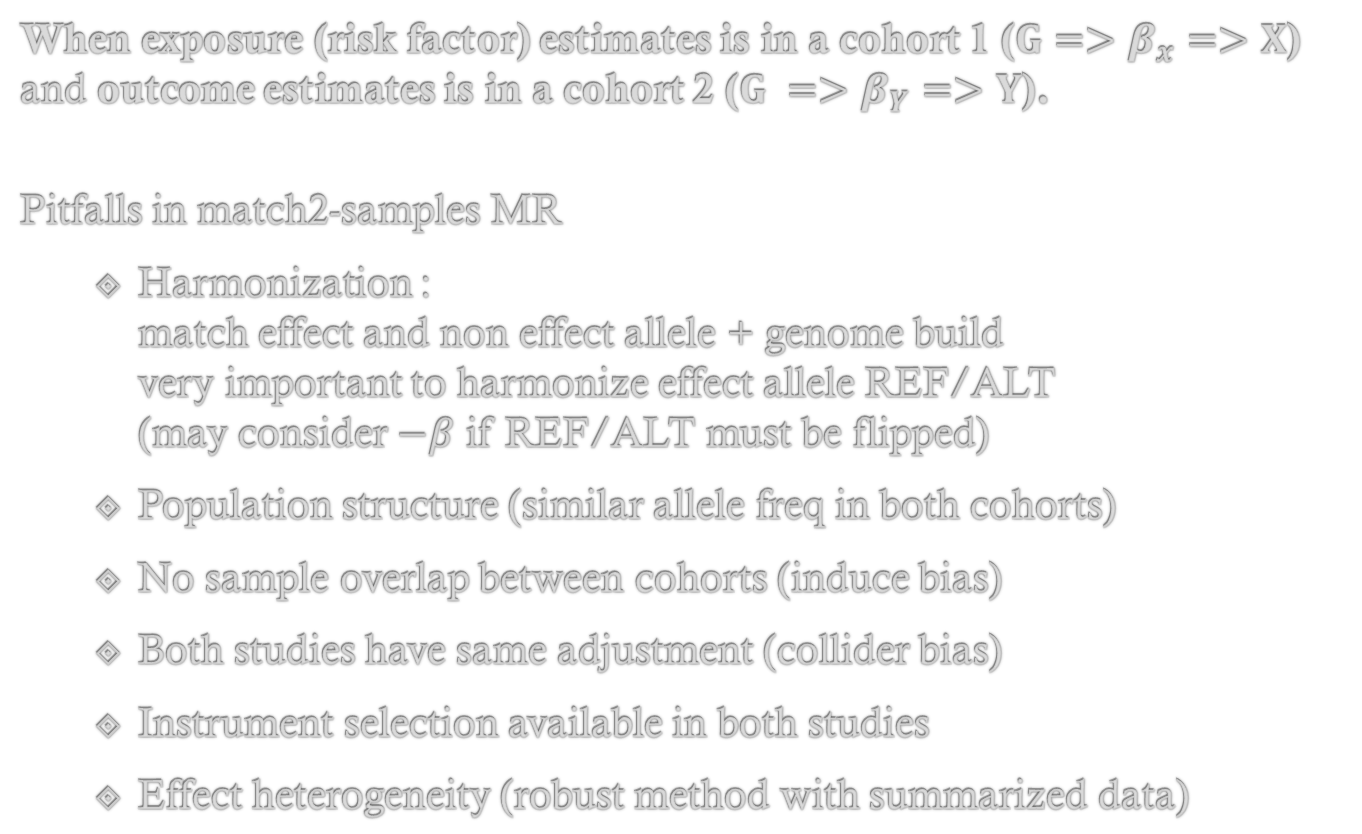 When exposure (risk factor) estimates is in a cohort 1 (G => βx => X)
and outcome estimates is in a cohort 2 (G => βY => Y).
Pitfalls in match2-samples MR
Harmonization :
match effect and non effect allele + genome build
very important to harmonize effect allele REF/ALT
(may consider −β if REF/ALT must be flipped)
Population structure (similar allele freq in both cohorts)
No sample overlap between cohorts (induce bias)
Both studies have same adjustment (collider bias)
Instrument selection available in both studies
Effect heterogeneity (robust method with summarized data)